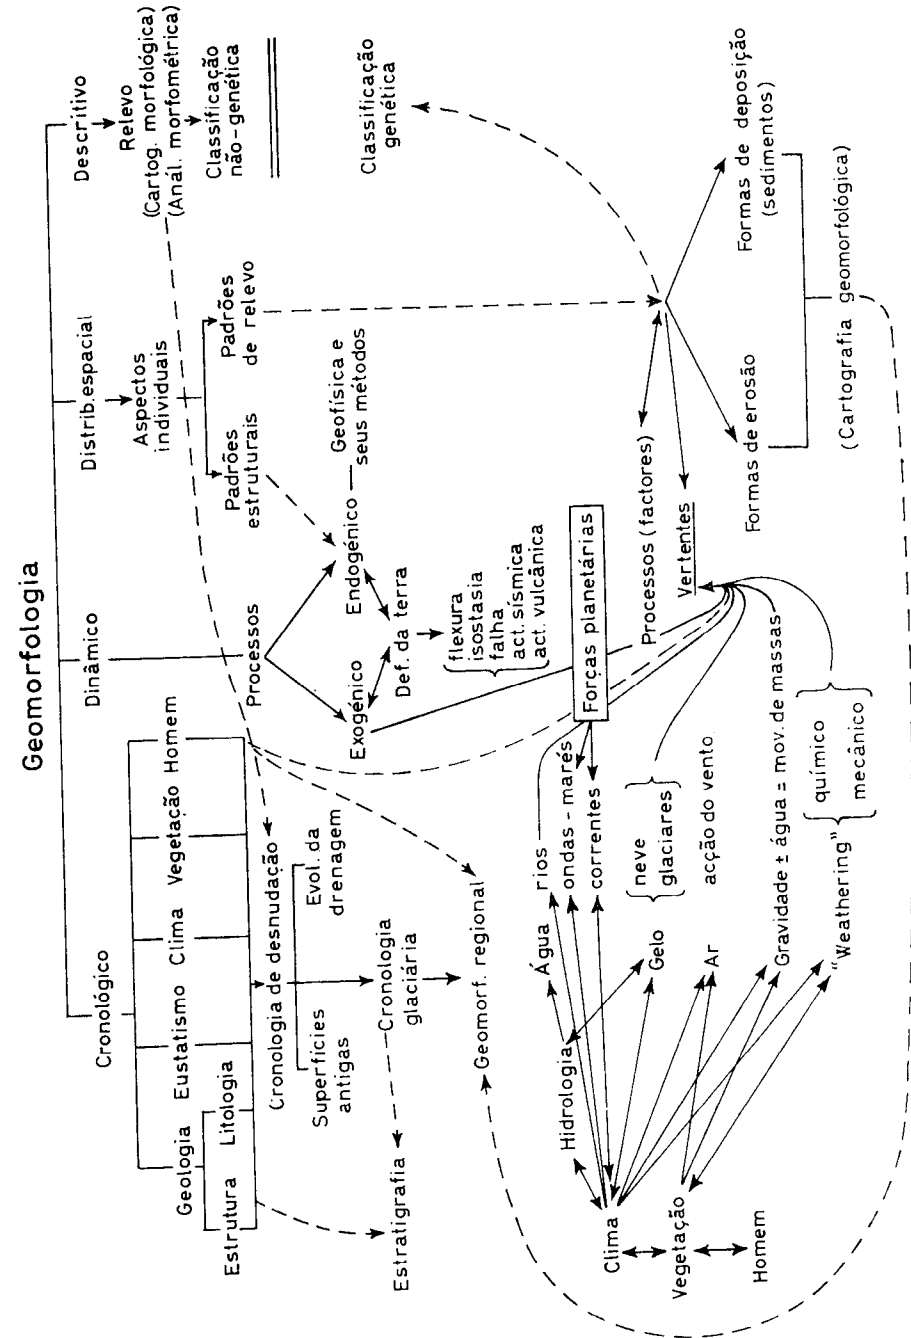 Geomorfologia
Cronológico
Dinâmico
Distrib.espacial
Descritivo
Geologia
Eustatismo
Clima
Vegetação
Homem
Estrutura
Litologia
Cronologia de desnudação
Superfícies
antigas
Evol. da
drenagem
Cronologia
glaciária
Estratigrafia
Geomorf. regional
Processos
Exogénico
Endogénico
Geofísica e
seus métodos
Def. da terra
flexura
isostasia
falha
act. sísmica
act. vulcânica
Aspectos
individuais
Padrões
estruturais
Padrões
de relevo
Relevo
(Cartog. morfológica)
(Anál. morfométrica)
Classificação
não-genética
Classificação
genética
Forças planetárias
Processos (factores)
Vertentes
Formas de erosão
Formas de deposição
(sedimentos)
(Cartografia geomorfológica)
Clima
Vegetação
Homem
Hidrologia
Água
rios
ondas - marés
correntes
Gelo
neve
glaciares
Ar
acção do vento
Gravidade ± água = mov. de massas
"Weathering"
químico
mecânico